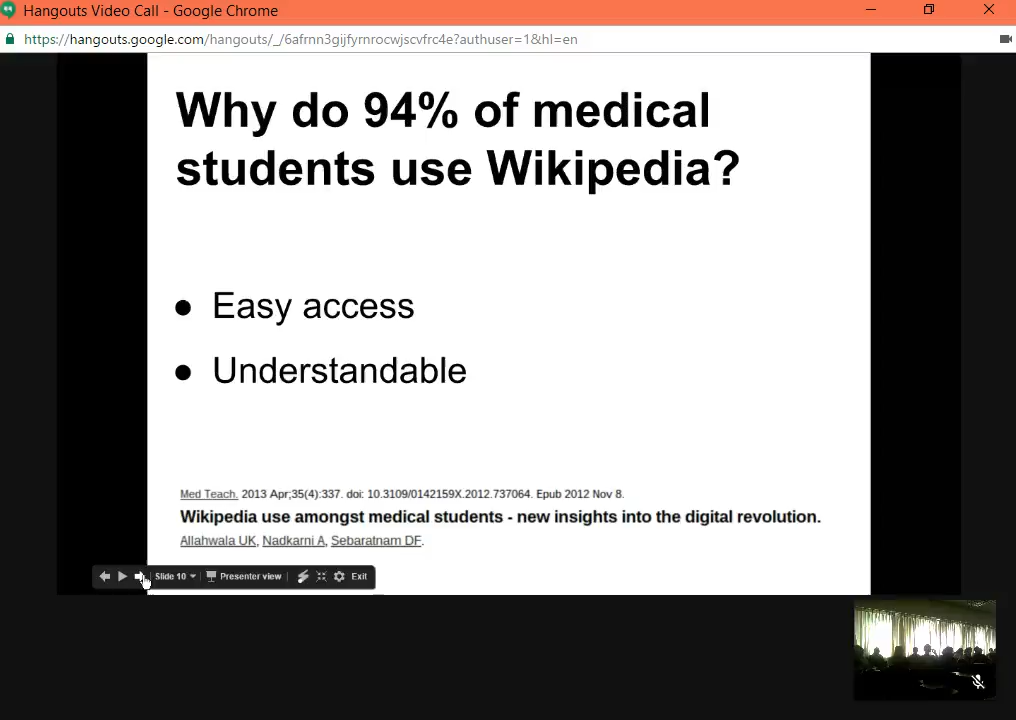 Hangouts Video Call - Google Chrome
https://hangouts.google.com/hangouts/_/6afrnn3gijfyrnrocwjscvfrc4e?authuser=1&hl=en
Why do 94% of medical
students use Wikipedia?
● Easy access
● Understandable
Med Teach. 2013 Apr;35(4):337. doi: 10.3109/0142159X.2012.737064. Epub 2012 Nov 8.
Wikipedia use amongst medical students - new insights into the digital revolution.
Allahwala UK, Nadkarni A, Sebaratnam DF.
Slide 10 Presenter view Exit